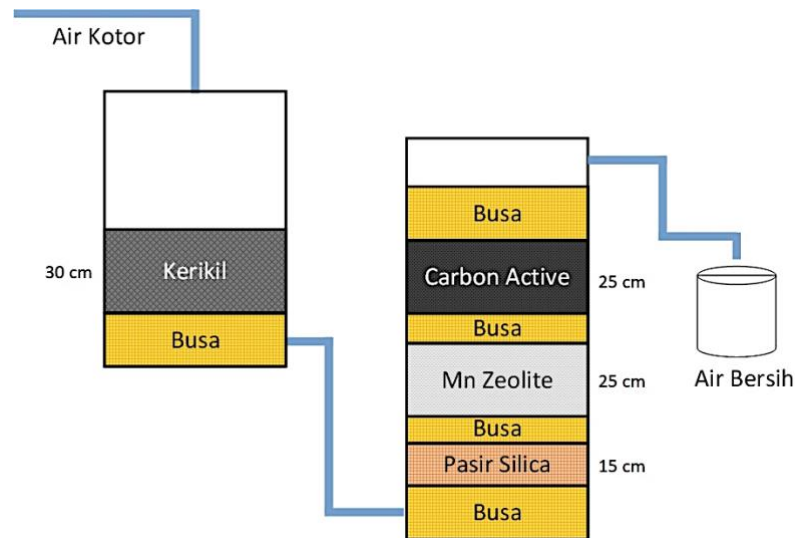 Air Kotor
30 cm
Kerikil
Busa
Busa
Carbon Active
25 cm
Busa
Mn Zeolite
25 cm
Busa
Pasir Silica
15 cm
Busa
Air Bersih